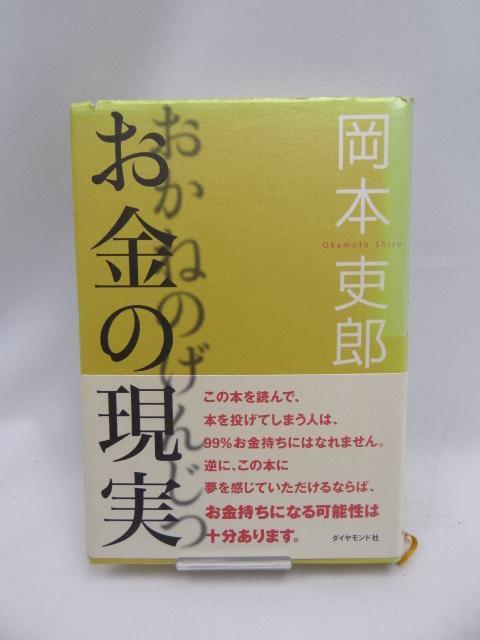 岡本吏郎
Okamoto Shiro
お金の現実
おかねのげんじつ
この本を読んで、
本を投げてしまう人は、
99%お金持ちにはなれません。
逆に、この本に
夢を感じていただけるならば、
お金持ちになる可能性は
十分あります。
ダイヤモンド社